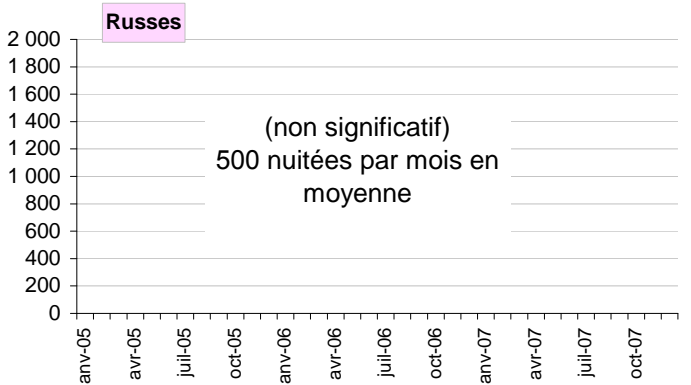 Russes
2 000
1 800
1 600
1 400
1 200
1 000
800
600
400
200
0
(non significatif)
500 nuitées par mois en
moyenne
anv-05
avr-05
juil-05
oct-05
anv-06
avr-06
juil-06
oct-06
anv-07
avr-07
juil-07
oct-07